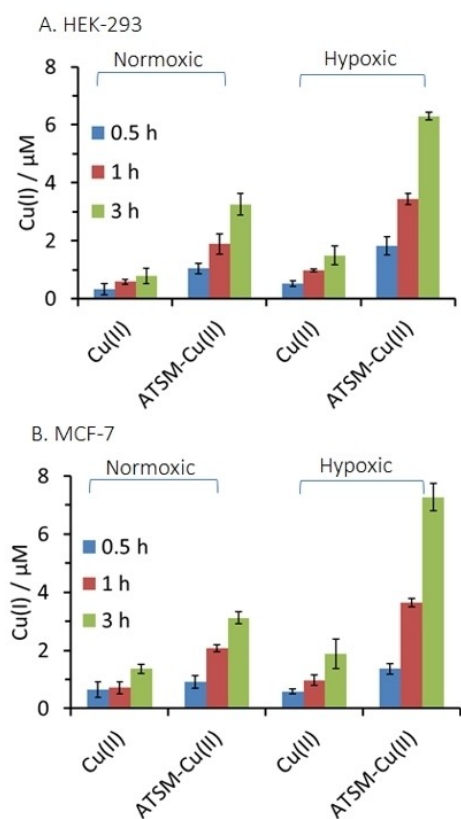 A. HEK-293
Normoxic
Hypoxic
8
6
4
2
0
Cu(I) / μM
0.5 h
1 h
3 h
Cu(II)
ATSM-Cu(II)
Cu(II)
ATSM-Cu(II)
B. MCF-7
Normoxic
Hypoxic
8
6
4
2
0
Cu(I) / μM
0.5 h
1 h
3 h
Cu(II)
ATSM-Cu(II)
Cu(II)
ATSM-Cu(II)